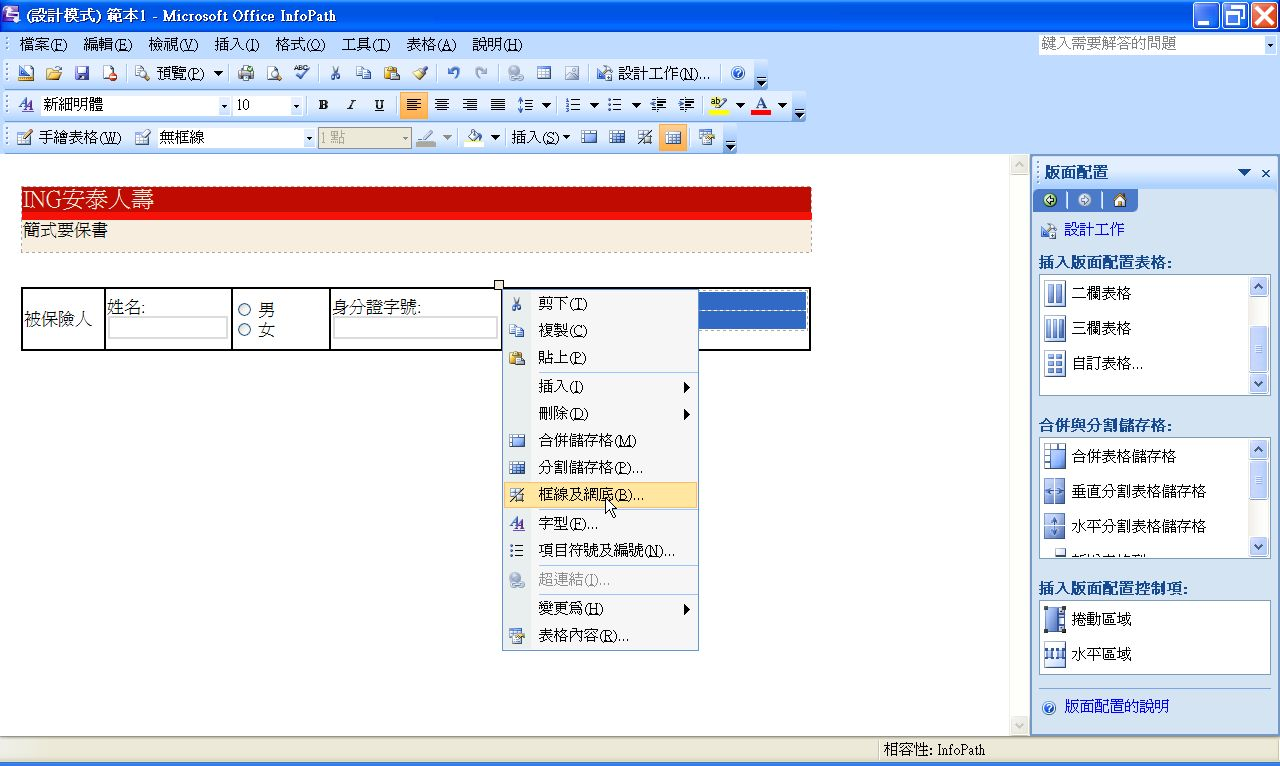 (設計模式) 範本1 - Microsoft Office InfoPath
檔案(F) 編輯(E) 檢視(V) 插入(I) 格式(O) 工具(T) 表格(A) 說明(H) 鍵入需要解答的問題
預覽(P) 設計工作(N)...
新細明體 10 B I U
手繪表格(W) 無框線 1 點 插入(S)
ING安泰人壽
簡式要保書
被保險人 姓名: 男 女 身分證字號:
剪下(T)
複製(C)
貼上(P)
插入(I)
刪除(D)
合併儲存格(M)
分割儲存格(P)...
框線及網底(B)...
字型(F)...
項目符號及編號(N)...
超連結(I)...
變更為(H)
表格內容(R)...
版面配置
設計工作
插入版面配置表格:
二欄表格
三欄表格
自訂表格...
合併與分割儲存格:
合併表格儲存格
垂直分割表格儲存格
水平分割表格儲存格
插入版面配置控制項:
捲動區域
水平區域
版面配置的說明
相容性: InfoPath